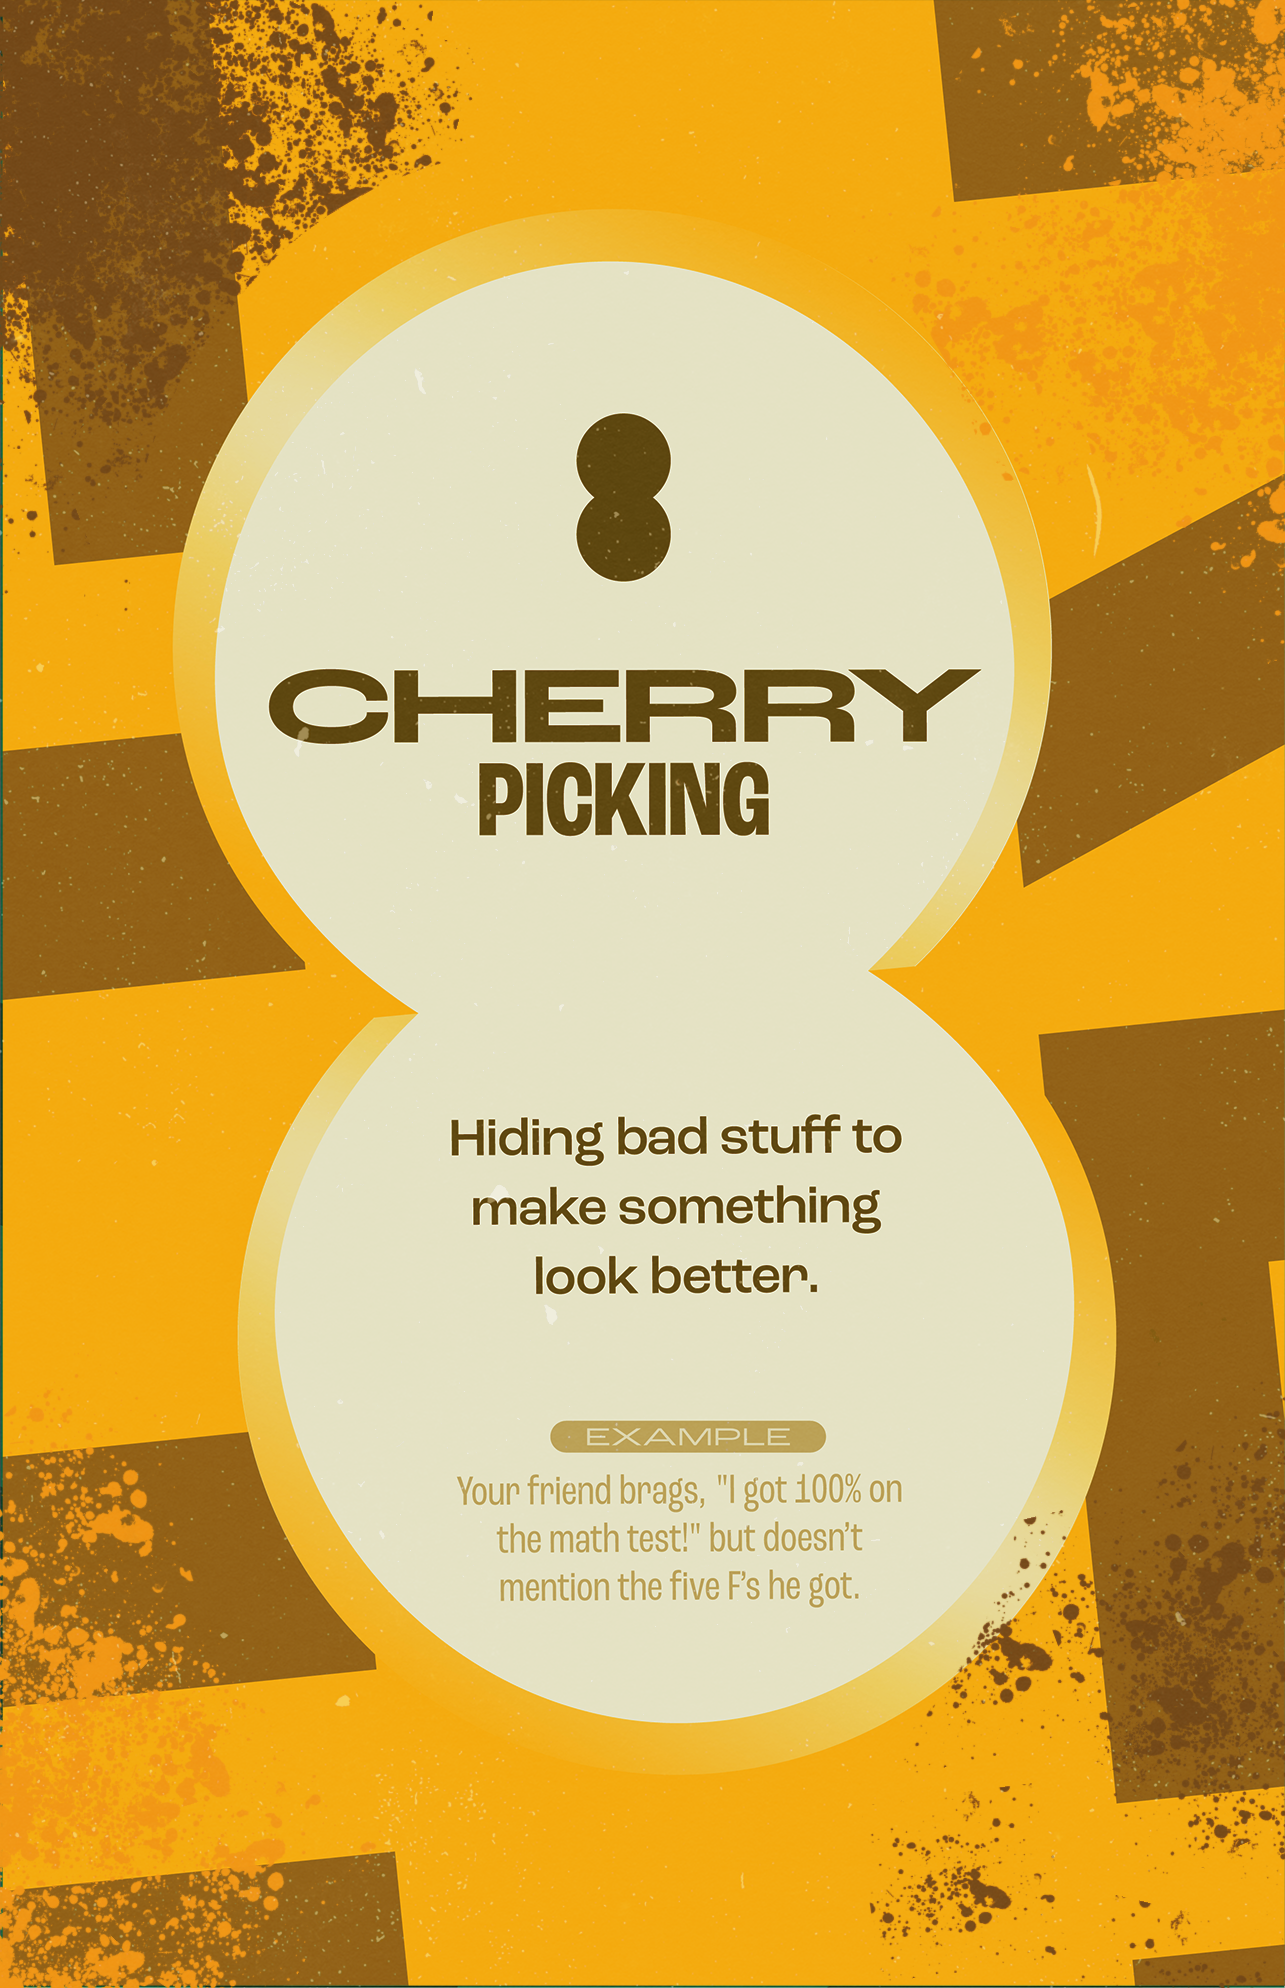 8
CHERRY
PICKING
Hiding bad stuff to
make something
look better.
EXAMPLE
Your friend brags, "I got 100% on
the math test!" but doesn’t
mention the five F’s he got.